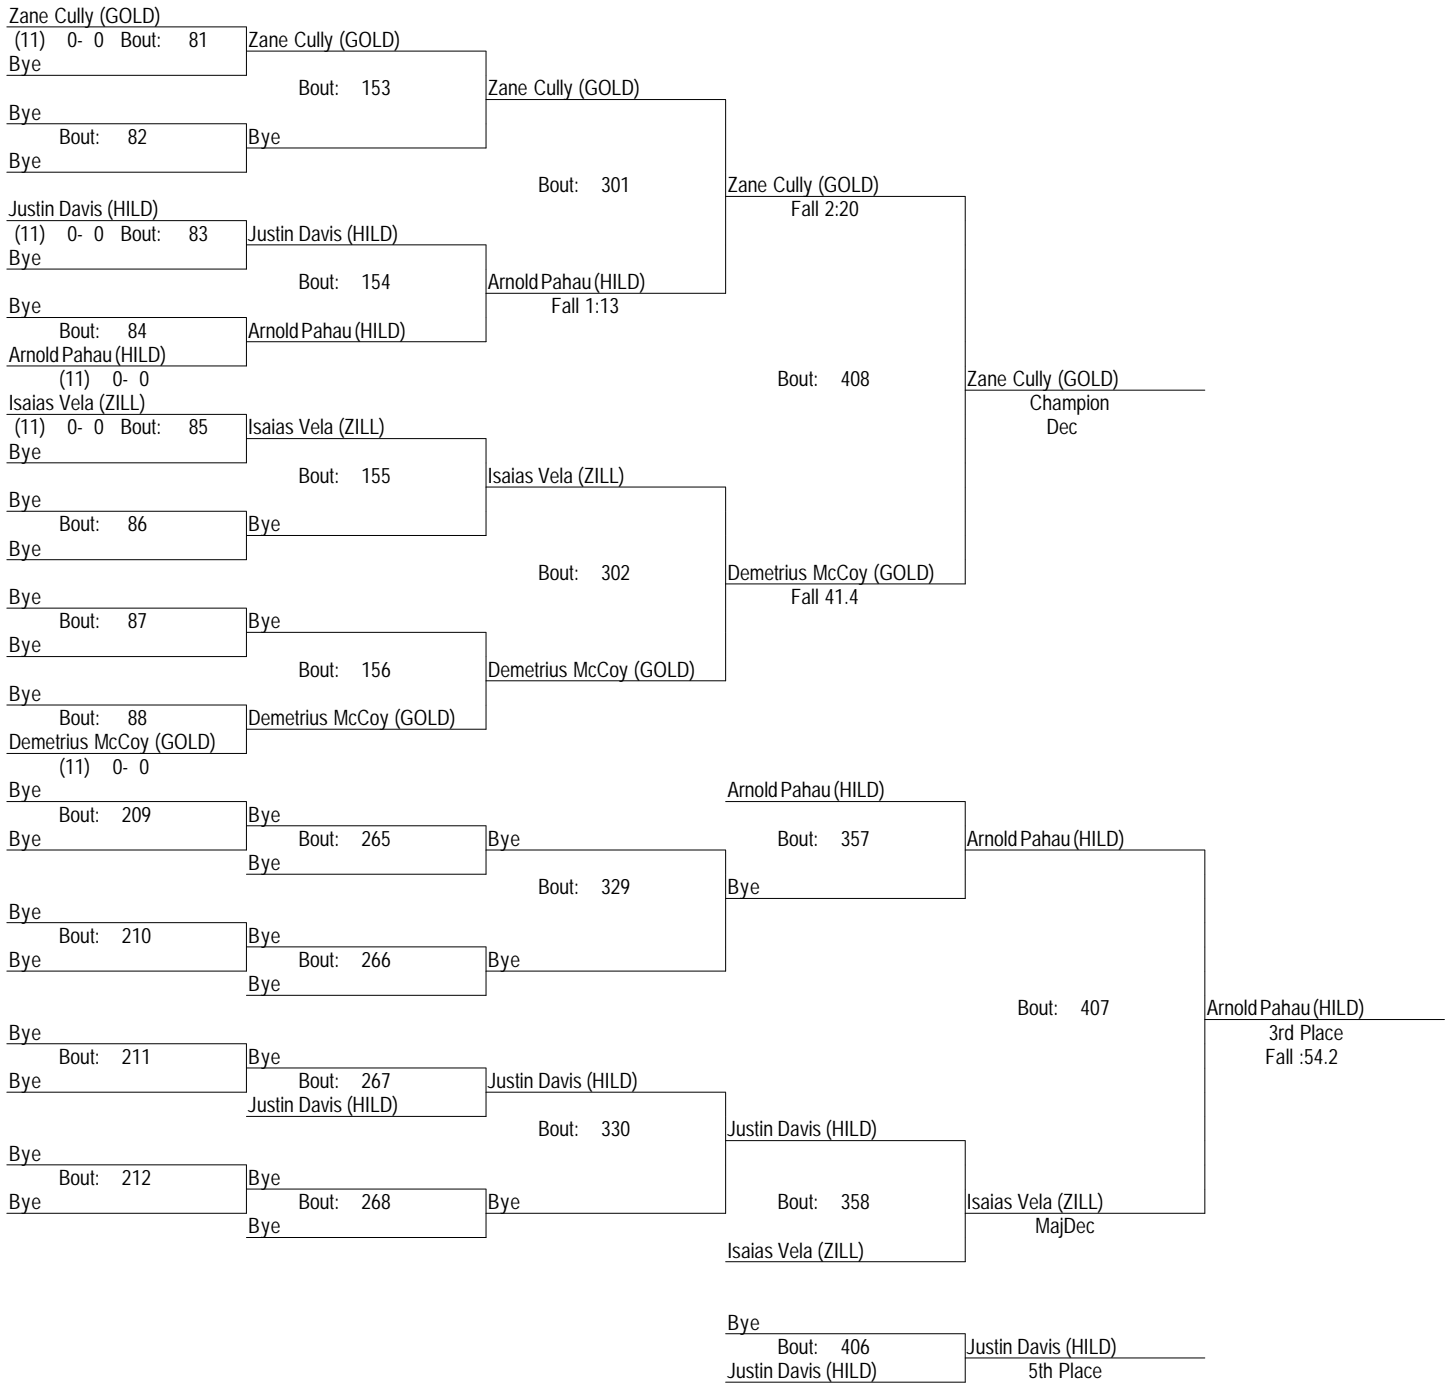 Zane Cully (GOLD)
(11) 0- 0 Bout: 81 Zane Cully (GOLD)
Bye
Bout: 153 Zane Cully (GOLD)
Bye
Bout: 82 Bye
Bye
Bout: 301 Zane Cully (GOLD)
Fall 2:20
Justin Davis (HILD)
(11) 0- 0 Bout: 83 Justin Davis (HILD)
Bye
Bout: 154 Arnold Pahau (HILD)
Fall 1:13
Bye
Bout: 84 Arnold Pahau (HILD)
Arnold Pahau (HILD)
(11) 0- 0
Bout: 408 Zane Cully (GOLD)
Champion
Dec
Isaias Vela (ZILL)
(11) 0- 0 Bout: 85 Isaias Vela (ZILL)
Bye
Bout: 155 Isaias Vela (ZILL)
Bye
Bout: 86 Bye
Bye
Bout: 302 Demetrius McCoy (GOLD)
Fall 41.4
Bye
Bout: 87 Bye
Bye
Bout: 156 Demetrius McCoy (GOLD)
Bye
Bout: 88 Demetrius McCoy (GOLD)
Demetrius McCoy (GOLD)
(11) 0- 0
Bye Arnold Pahau (HILD)
Bout: 209 Bye
Bye Bout: 265 Bye Bout: 357 Arnold Pahau (HILD)
Bye
Bout: 329 Bye
Bye
Bout: 210 Bye
Bye Bout: 266 Bye
Bye
Bout: 407 Arnold Pahau (HILD)
3rd Place
Fall :54.2
Bye
Bout: 211 Bye
Bye Bout: 267 Justin Davis (HILD)
Justin Davis (HILD)
Bout: 330 Justin Davis (HILD)
Bye
Bout: 212 Bye
Bye Bout: 268 Bye Bout: 358 Isaias Vela (ZILL)
Bye MajDec
Isaias Vela (ZILL)
Bye
Bout: 406 Justin Davis (HILD)
Justin Davis (HILD) 5th Place